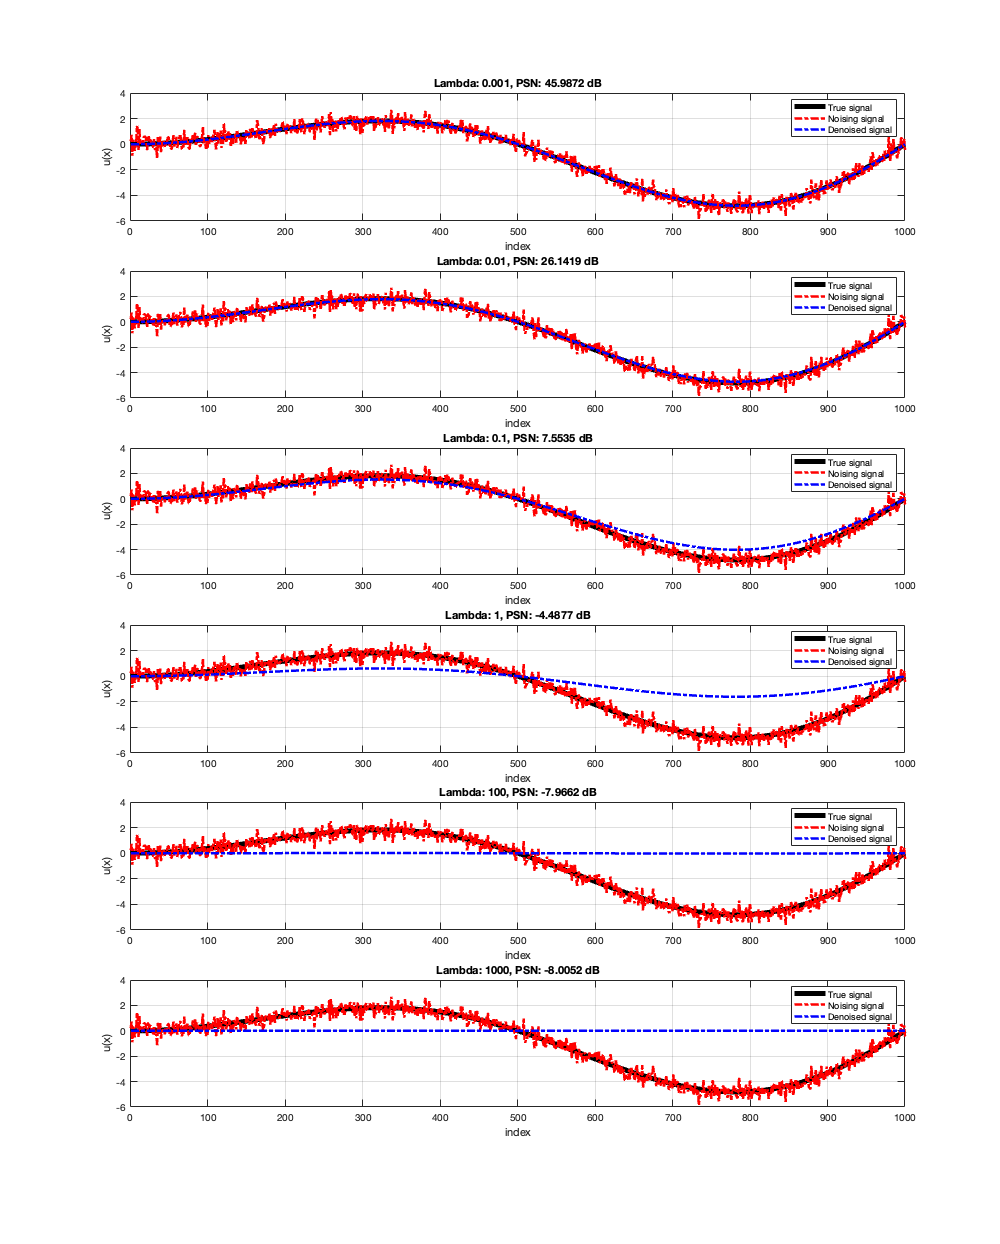 Lambda: 0.001, PSN: 45.9872 dB
4
2
0
-2
-4
-6
u(x)
True signal
Noising signal
Denoised signal
0 100 200 300 400 500 600 700 800 900 1000
index
Lambda: 0.01, PSN: 26.1419 dB
4
2
0
-2
-4
-6
u(x)
True signal
Noising signal
Denoised signal
0 100 200 300 400 500 600 700 800 900 1000
index
Lambda: 0.1, PSN: 7.5535 dB
4
2
0
-2
-4
-6
u(x)
True signal
Noising signal
Denoised signal
0 100 200 300 400 500 600 700 800 900 1000
index
Lambda: 1, PSN: -4.4877 dB
4
2
0
-2
-4
-6
u(x)
True signal
Noising signal
Denoised signal
0 100 200 300 400 500 600 700 800 900 1000
index
Lambda: 100, PSN: -7.9662 dB
4
2
0
-2
-4
-6
u(x)
True signal
Noising signal
Denoised signal
0 100 200 300 400 500 600 700 800 900 1000
index
Lambda: 1000, PSN: -8.0052 dB
4
2
0
-2
-4
-6
u(x)
True signal
Noising signal
Denoised signal
0 100 200 300 400 500 600 700 800 900 1000
index